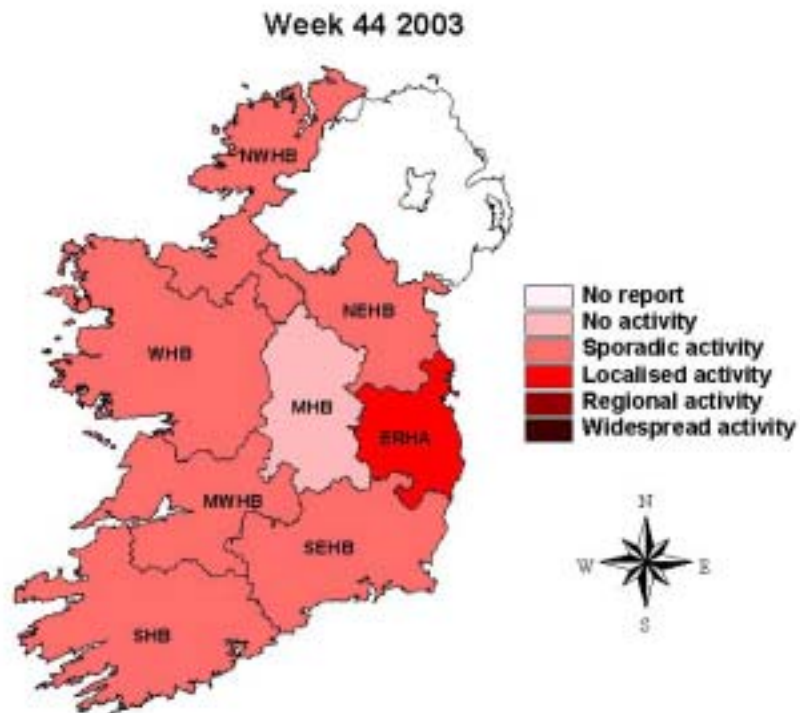 Week 44 2003
NWHB
NEHB
WHB
MHB
ERHA
MWHB
SEHB
SHB
No report
No activity
Sporadic activity
Localised activity
Regional activity
Widespread activity
N
W E
S